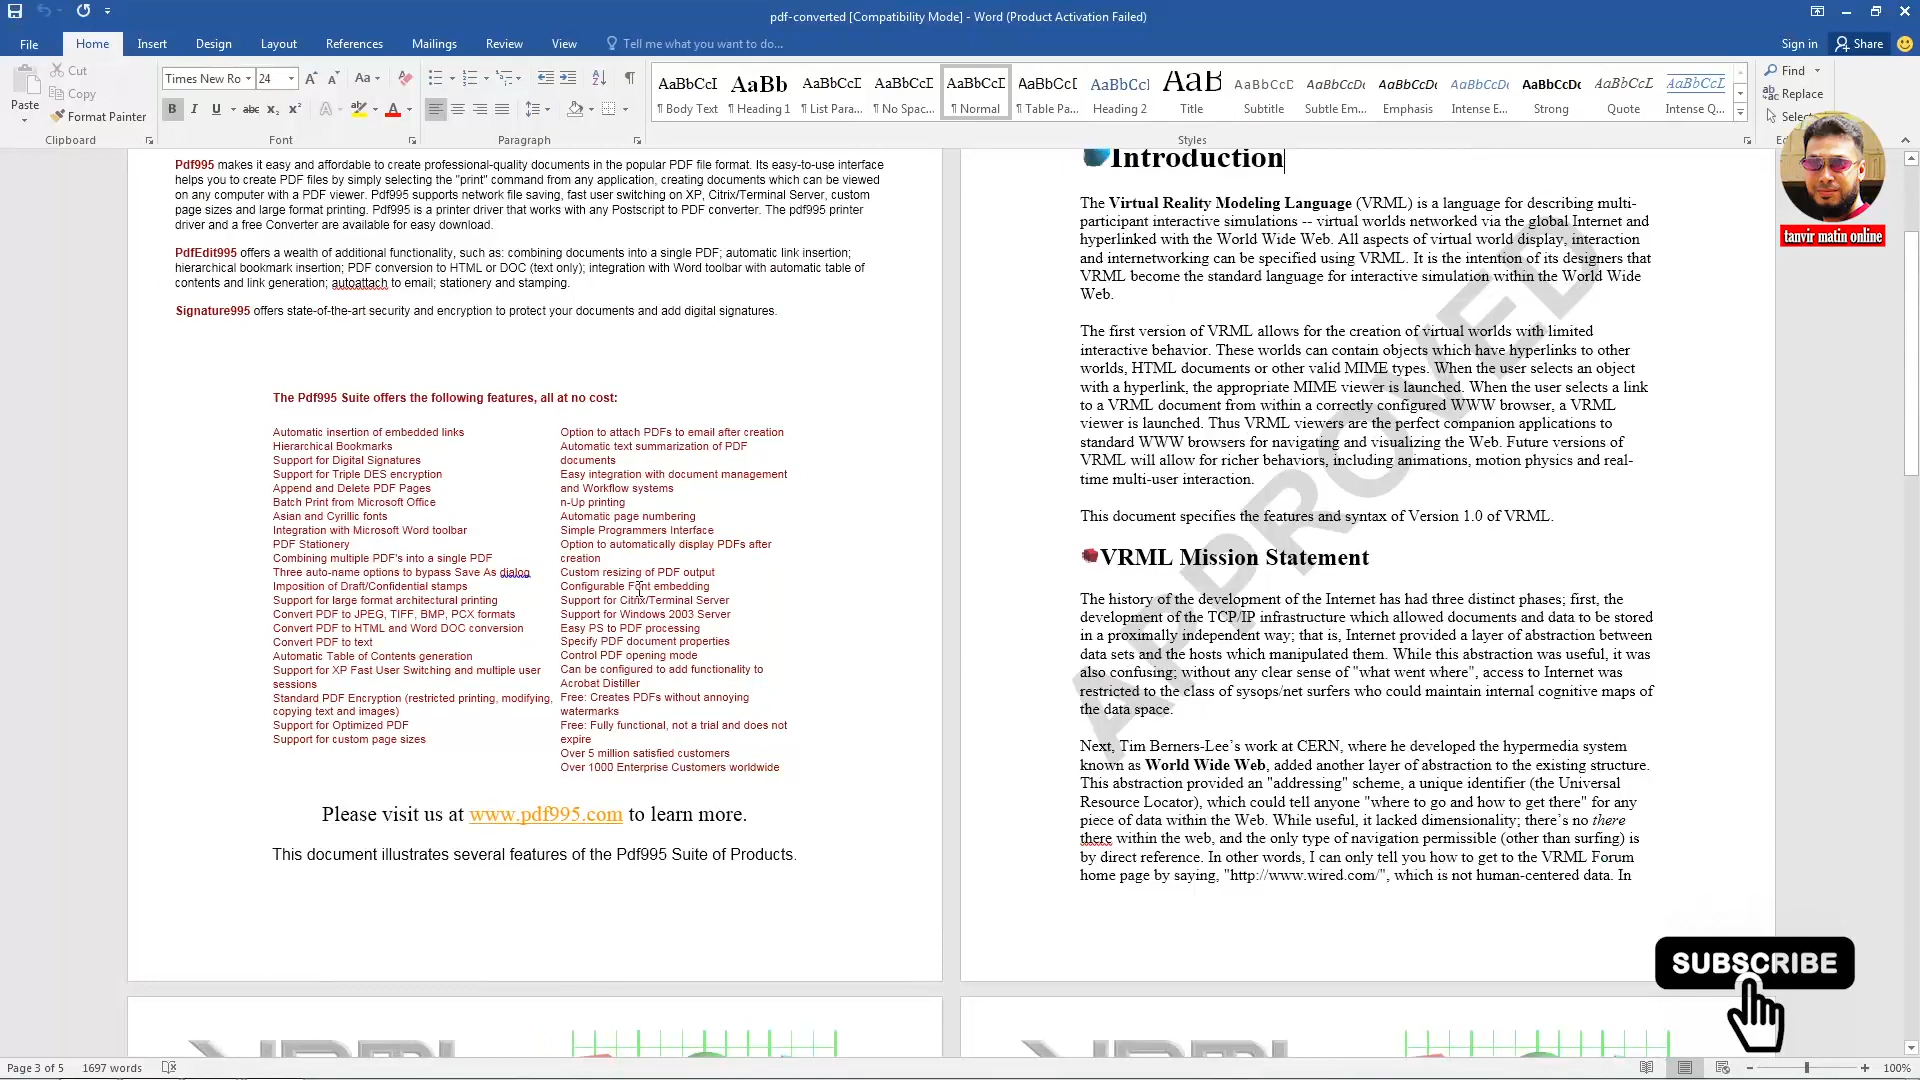 pdf-converted [Compatibility Mode] - Word (Product Activation Failed)
File Home Insert Design Layout References Mailings Review View Tell me what you want to do... Sign in Share
Paste
Cut
Copy
Format Painter
Clipboard
Times New Ro 24
Font
Paragraph
AaBbCcI AaBb AaBbCcD AaBbCcD AaBbCcI AaBbCcI AaBbCcI AaB AaBbCcD AaBbCcDc AaBbCcDc AaBbCcDc AaBbCcDc AaBbCcI AaBbCcI
¶ Body Text ¶ Heading 1 ¶ List Para... ¶ No Spac... ¶ Normal ¶ Table Pa... Heading 2 Title Subtitle Subtle Em... Emphasis Intense E... Strong Quote Intense Q...
Styles
Find
Replace
Select
tanvir matin online
Pdf995 makes it easy and affordable to create professional-quality documents in the popular PDF file format. Its easy-to-use interface
helps you to create PDF files by simply selecting the "print" command from any application, creating documents which can be viewed
on any computer with a PDF viewer. Pdf995 supports network file saving, fast user switching on XP, Citrix/Terminal Server, custom
page sizes and large format printing. Pdf995 is a printer driver that works with any Postscript to PDF converter. The pdf995 printer
driver and a free Converter are available for easy download.
PdfEdit995 offers a wealth of additional functionality, such as: combining documents into a single PDF; automatic link insertion;
hierarchical bookmark insertion; PDF conversion to HTML or DOC (text only); integration with Word toolbar with automatic table of
contents and link generation; autoattach to email; stationery and stamping.
Signature995 offers state-of-the-art security and encryption to protect your documents and add digital signatures.
The Pdf995 Suite offers the following features, all at no cost:
Automatic insertion of embedded links
Hierarchical Bookmarks
Support for Digital Signatures
Support for Triple DES encryption
Append and Delete PDF Pages
Batch Print from Microsoft Office
Asian and Cyrillic fonts
Integration with Microsoft Word toolbar
PDF Stationery
Combining multiple PDF's into a single PDF
Three auto-name options to bypass Save As dialog
Imposition of Draft/Confidential stamps
Support for large format architectural printing
Convert PDF to JPEG, TIFF, BMP, PCX formats
Convert PDF to HTML and Word DOC conversion
Convert PDF to text
Automatic Table of Contents generation
Support for XP Fast User Switching and multiple user
sessions
Standard PDF Encryption (restricted printing, modifying,
copying text and images)
Support for Optimized PDF
Support for custom page sizes
Option to attach PDFs to email after creation
Automatic text summarization of PDF
documents
Easy integration with document management
and Workflow systems
n-Up printing
Automatic page numbering
Simple Programmers Interface
Option to automatically display PDFs after
creation
Custom resizing of PDF output
Configurable Font embedding
Support for Citrix/Terminal Server
Support for Windows 2003 Server
Easy PS to PDF processing
Specify PDF document properties
Control PDF opening mode
Can be configured to add functionality to
Acrobat Distiller
Free: Creates PDFs without annoying
watermarks
Free: Fully functional, not a trial and does not
expire
Over 5 million satisfied customers
Over 1000 Enterprise Customers worldwide
Please visit us at www.pdf995.com to learn more.
This document illustrates several features of the Pdf995 Suite of Products.
Introduction
The Virtual Reality Modeling Language (VRML) is a language for describing multi-
participant interactive simulations -- virtual worlds networked via the global Internet and
hyperlinked with the World Wide Web. All aspects of virtual world display, interaction
and internetworking can be specified using VRML. It is the intention of its designers that
VRML become the standard language for interactive simulation within the World Wide
Web.
The first version of VRML allows for the creation of virtual worlds with limited
interactive behavior. These worlds can contain objects which have hyperlinks to other
worlds, HTML documents or other valid MIME types. When the user selects an object
with a hyperlink, the appropriate MIME viewer is launched. When the user selects a link
to a VRML document from within a correctly configured WWW browser, a VRML
viewer is launched. Thus VRML viewers are the perfect companion applications to
standard WWW browsers for navigating and visualizing the Web. Future versions of
VRML will allow for richer behaviors, including animations, motion physics and real-
time multi-user interaction.
This document specifies the features and syntax of Version 1.0 of VRML.
VRML Mission Statement
The history of the development of the Internet has had three distinct phases; first, the
development of the TCP/IP infrastructure which allowed documents and data to be stored
in a proximally independent way; that is, Internet provided a layer of abstraction between
data sets and the hosts which manipulated them. While this abstraction was useful, it was
also confusing; without any clear sense of "what went where", access to Internet was
restricted to the class of sysops/net surfers who could maintain internal cognitive maps of
the data space.
Next, Tim Berners-Lee’s work at CERN, where he developed the hypermedia system
known as World Wide Web, added another layer of abstraction to the existing structure.
This abstraction provided an "addressing" scheme, a unique identifier (the Universal
Resource Locator), which could tell anyone "where to go and how to get there" for any
piece of data within the Web. While useful, it lacked dimensionality; there’s no there
there within the web, and the only type of navigation permissible (other than surfing) is
by direct reference. In other words, I can only tell you how to get to the VRML Forum
home page by saying, "http://www.wired.com/", which is not human-centered data. In
APPROVED
SUBSCRIBE
VRML
VRML
Page 3 of 5 1697 words 100%